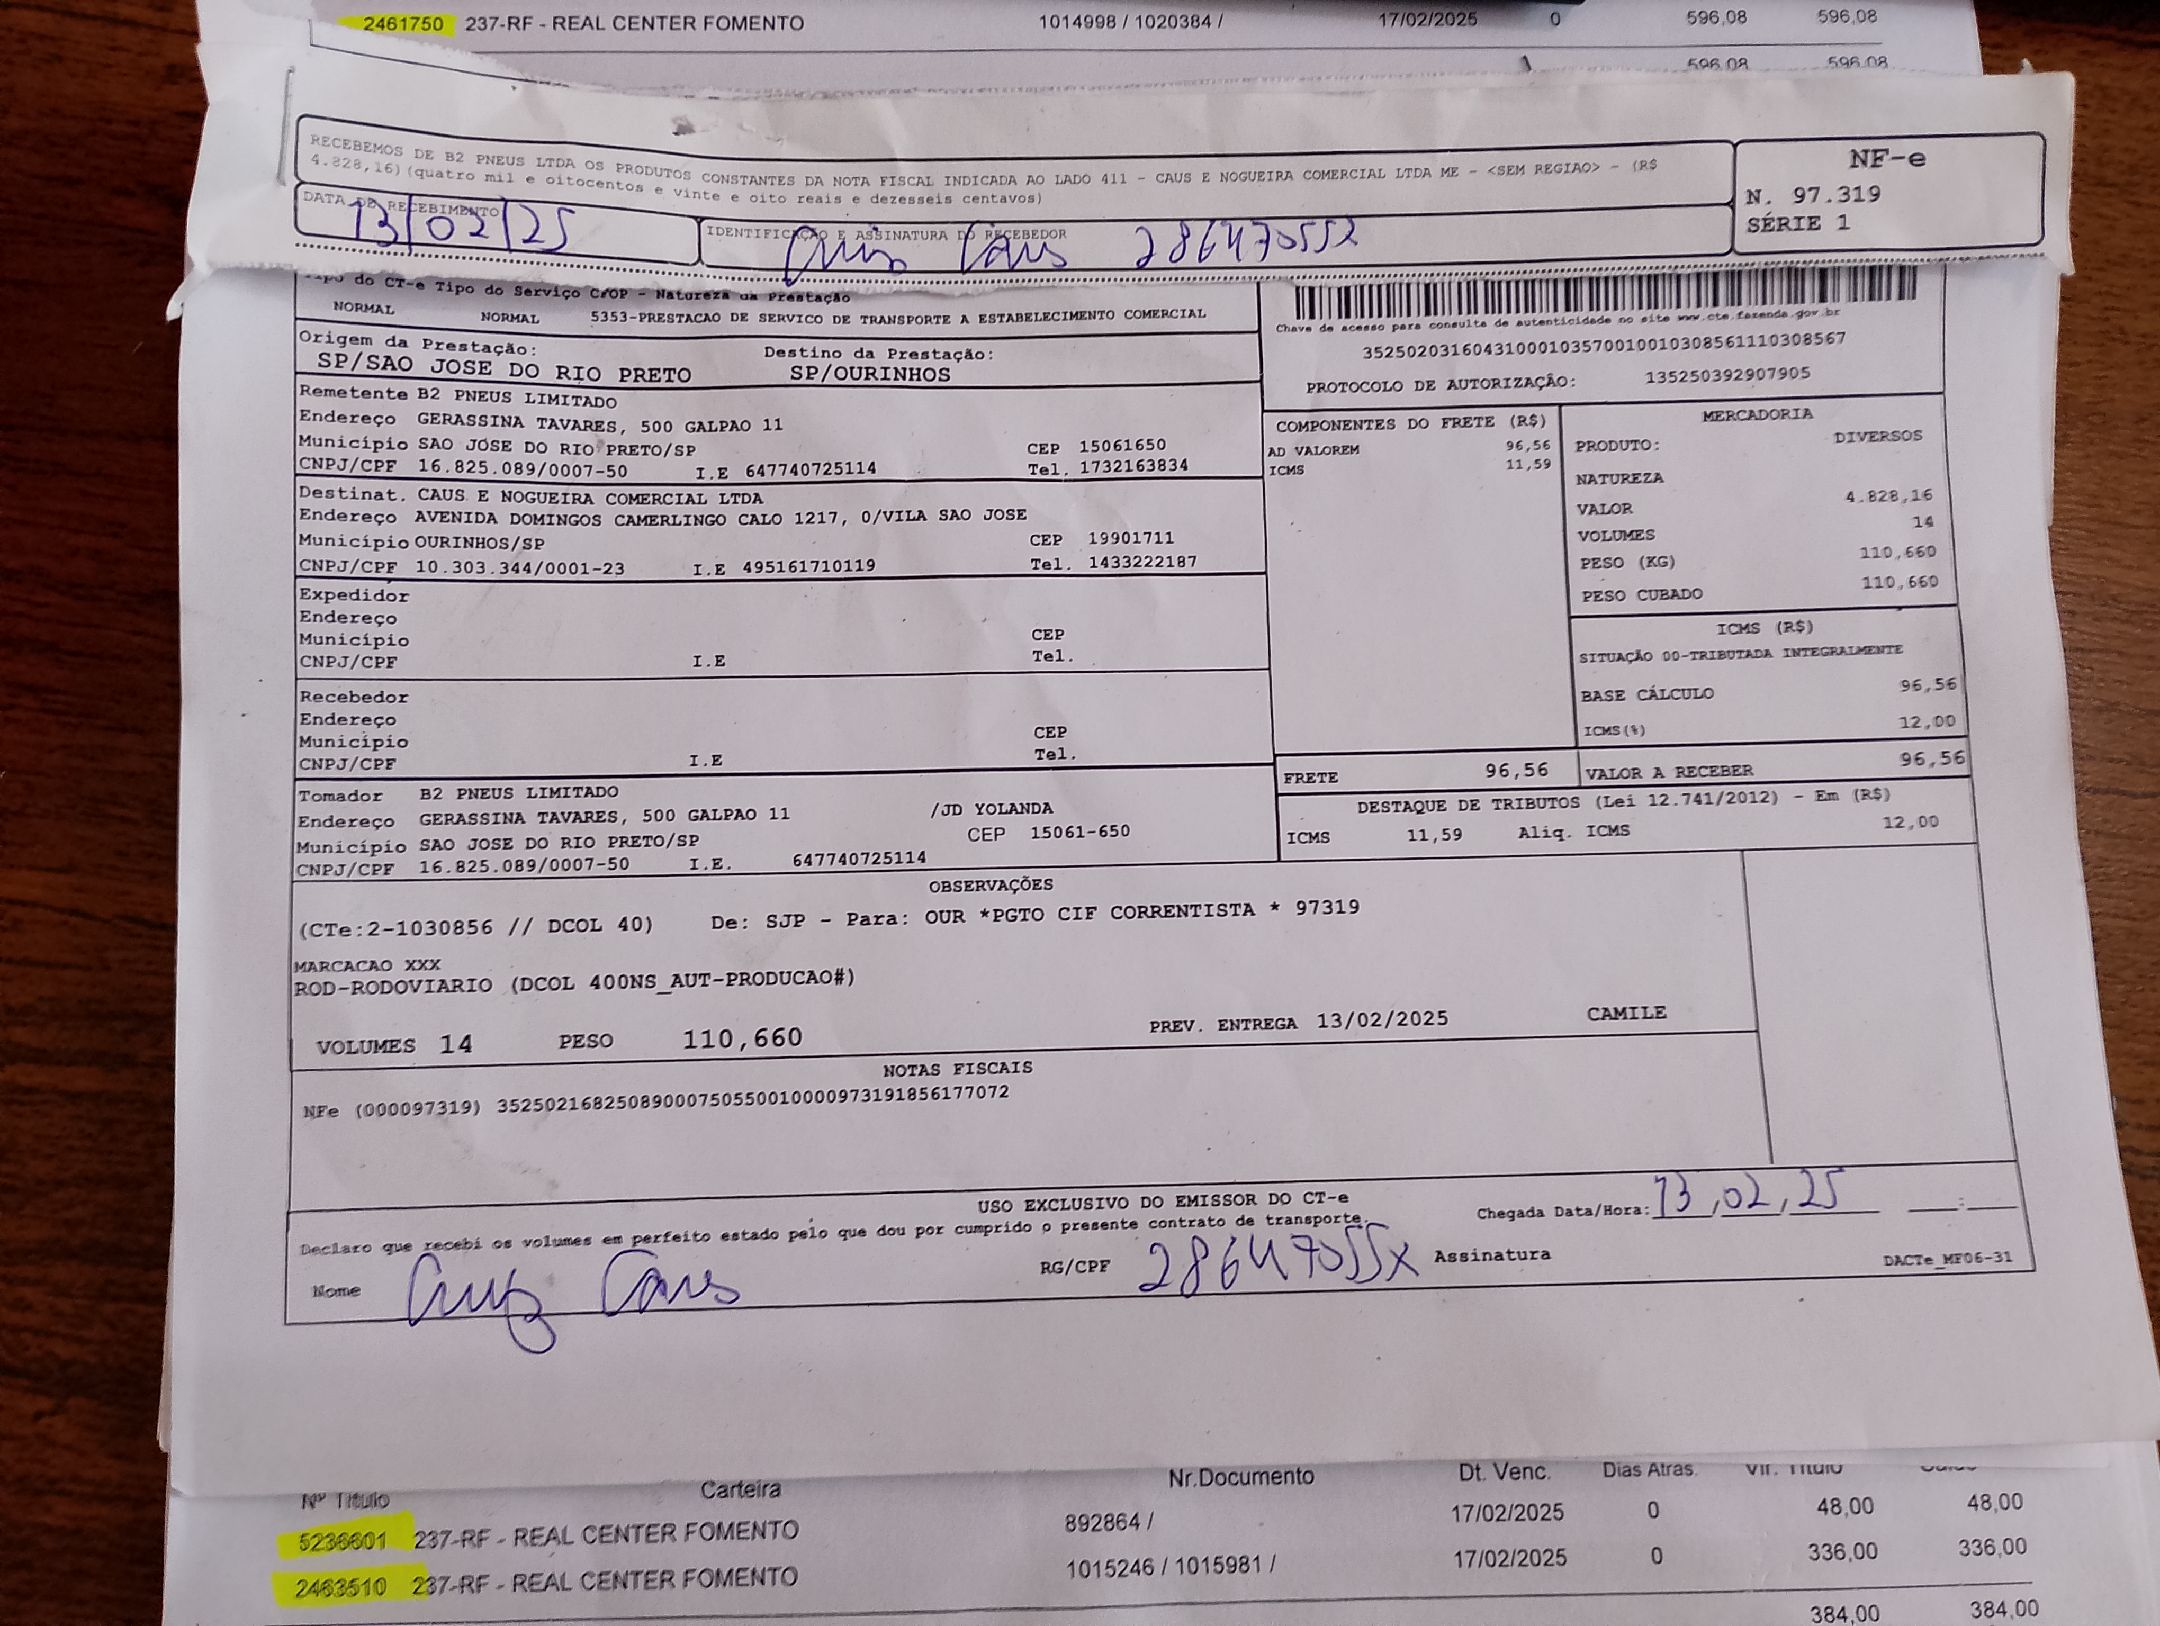 2461750 237-RF - REAL CENTER FOMENTO 1014998 / 1020384 / 17/02/2025 0 596,08 596,08
596,08 596,08
RECEBEMOS DE B2 PNEUS LTDA OS PRODUTOS CONSTANTES DA NOTA FISCAL INDICADA AO LADO 411 - CAUS E NOGUEIRA COMERCIAL LTDA ME - <SEM REGIAO> - (R$
4.828,16)(quatro mil e oitocentos e vinte e oito reais e dezesseis centavos)
NF-e
N. 97.319
SÉRIE 1
DATA DE RECEBIMENTO
13/02/25
IDENTIFICAÇÃO E ASSINATURA DO RECEBEDOR
Caus 28647055X
Tipo do CT-e Tipo do Serviço CFOP - Natureza da Prestação
NORMAL NORMAL 5353-PRESTACAO DE SERVICO DE TRANSPORTE A ESTABELECIMENTO COMERCIAL
Chave de acesso para consulta de autenticidade no site www.cte.fazenda.gov.br
35250203160431000103570010010308561110308567
PROTOCOLO DE AUTORIZAÇÃO: 135250392907905
Origem da Prestação: Destino da Prestação:
SP/SAO JOSE DO RIO PRETO SP/OURINHOS
Remetente B2 PNEUS LIMITADO
Endereço GERASSINA TAVARES, 500 GALPAO 11
Município SAO JOSE DO RIO PRETO/SP CEP 15061650
CNPJ/CPF 16.825.089/0007-50 I.E 647740725114 Tel. 1732163834
Destinat. CAUS E NOGUEIRA COMERCIAL LTDA
Endereço AVENIDA DOMINGOS CAMERLINGO CALO 1217, 0/VILA SAO JOSE
Município OURINHOS/SP CEP 19901711
CNPJ/CPF 10.303.344/0001-23 I.E 495161710119 Tel. 1433222187
Expedidor
Endereço
Município CEP
CNPJ/CPF I.E Tel.
Recebedor
Endereço
Município CEP
CNPJ/CPF I.E Tel.
Tomador B2 PNEUS LIMITADO
Endereço GERASSINA TAVARES, 500 GALPAO 11 /JD YOLANDA
Município SAO JOSE DO RIO PRETO/SP CEP 15061-650
CNPJ/CPF 16.825.089/0007-50 I.E. 647740725114
COMPONENTES DO FRETE (R$)
AD VALOREM 96,56
ICMS 11,59
MERCADORIA
PRODUTO: DIVERSOS
NATUREZA
VALOR 4.828,16
VOLUMES 14
PESO (KG) 110,660
PESO CUBADO 110,660
ICMS (R$)
SITUAÇÃO 00-TRIBUTADA INTEGRALMENTE
BASE CÁLCULO 96,56
ICMS(%) 12,00
FRETE 96,56 VALOR A RECEBER 96,56
DESTAQUE DE TRIBUTOS (Lei 12.741/2012) - Em (R$)
ICMS 11,59 Aliq. ICMS 12,00
OBSERVAÇÕES
(CTe:2-1030856 // DCOL 40) De: SJP - Para: OUR *PGTO CIF CORRENTISTA * 97319
MARCACAO XXX
ROD-RODOVIARIO (DCOL 400NS_AUT-PRODUCAO#)
VOLUMES 14 PESO 110,660 PREV. ENTREGA 13/02/2025 CAMILE
NOTAS FISCAIS
NFe (000097319) 35250216825089000750550010000973191856177072
USO EXCLUSIVO DO EMISSOR DO CT-e
Declaro que recebi os volumes em perfeito estado pelo que dou por cumprido o presente contrato de transporte.
Chegada Data/Hora: 13,02,25 __:__
Nome Caus RG/CPF 28647055X Assinatura DACTe_MF06-31
Nº Título Carteira Nr.Documento Dt. Venc. Dias Atras. Vlr. Título
5236601 237-RF - REAL CENTER FOMENTO 892864 / 17/02/2025 0 48,00 48,00
2463510 237-RF - REAL CENTER FOMENTO 1015246 / 1015981 / 17/02/2025 0 336,00 336,00
384,00 384,00